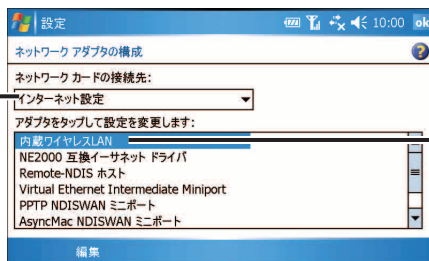 設定 10:00 ok
ネットワーク アダプタの構成
ネットワーク カードの接続先:
インターネット設定
アダプタをタップして設定を変更します:
内蔵ワイヤレスLAN
NE2000 互換イーサネット ドライバ
Remote-NDIS ホスト
Virtual Ethernet Intermediate Miniport
PPTP NDISWAN ミニポート
AsyncMac NDISWAN ミニポート
編集